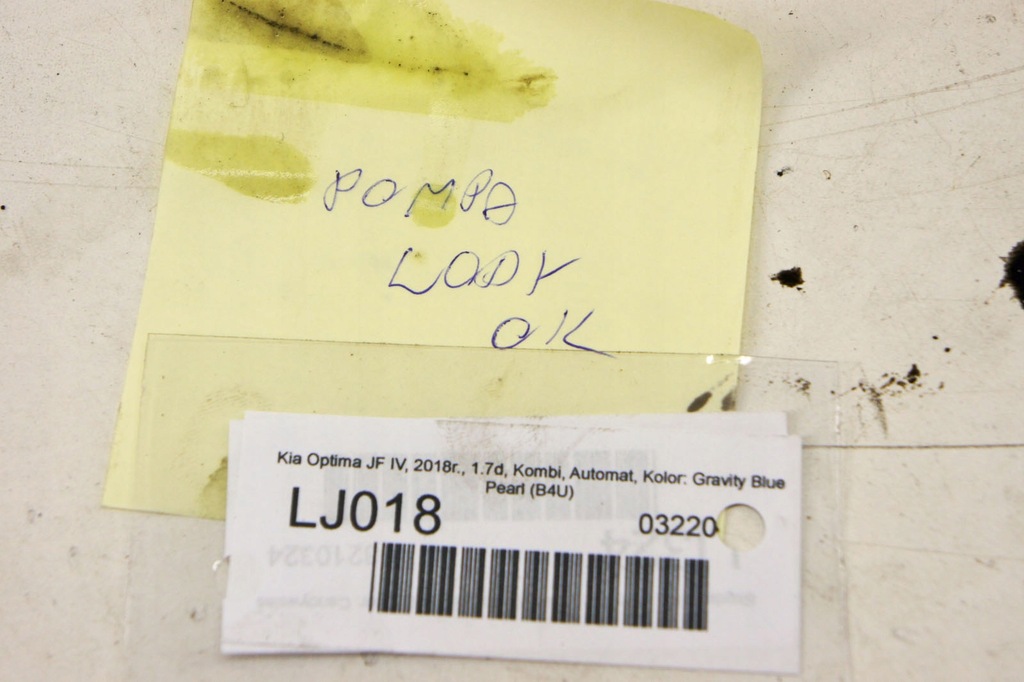 POMPA
WODY
OK
Kia Optima JF IV, 2018r., 1.7d, Kombi, Automat, Kolor: Gravity Blue
Pearl (B4U)
LJ018
03220